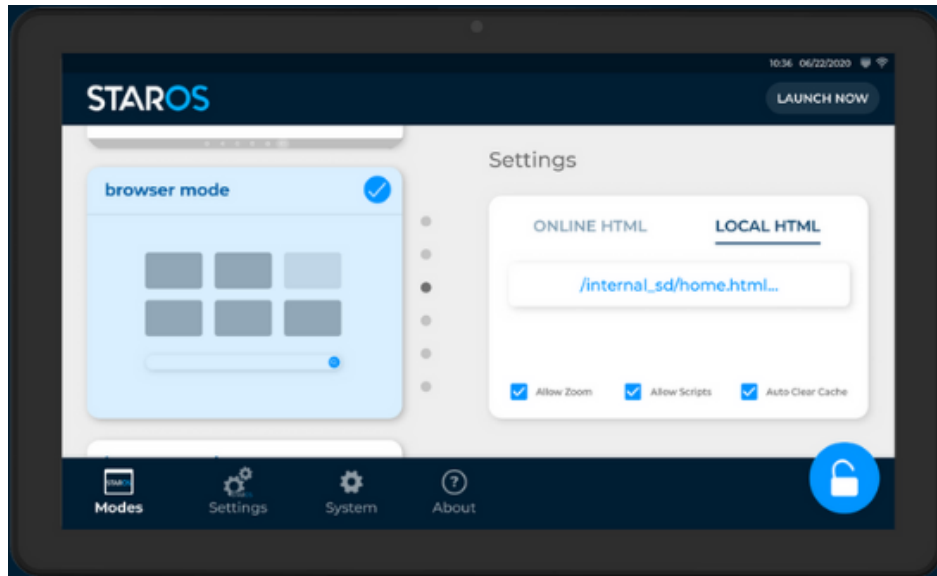 10:36 06/22/2020
STAROS
LAUNCH NOW
Settings
browser mode
ONLINE HTML LOCAL HTML
/internal_sd/home.html...
Allow Zoom Allow Scripts Auto Clear Cache
Modes Settings System About